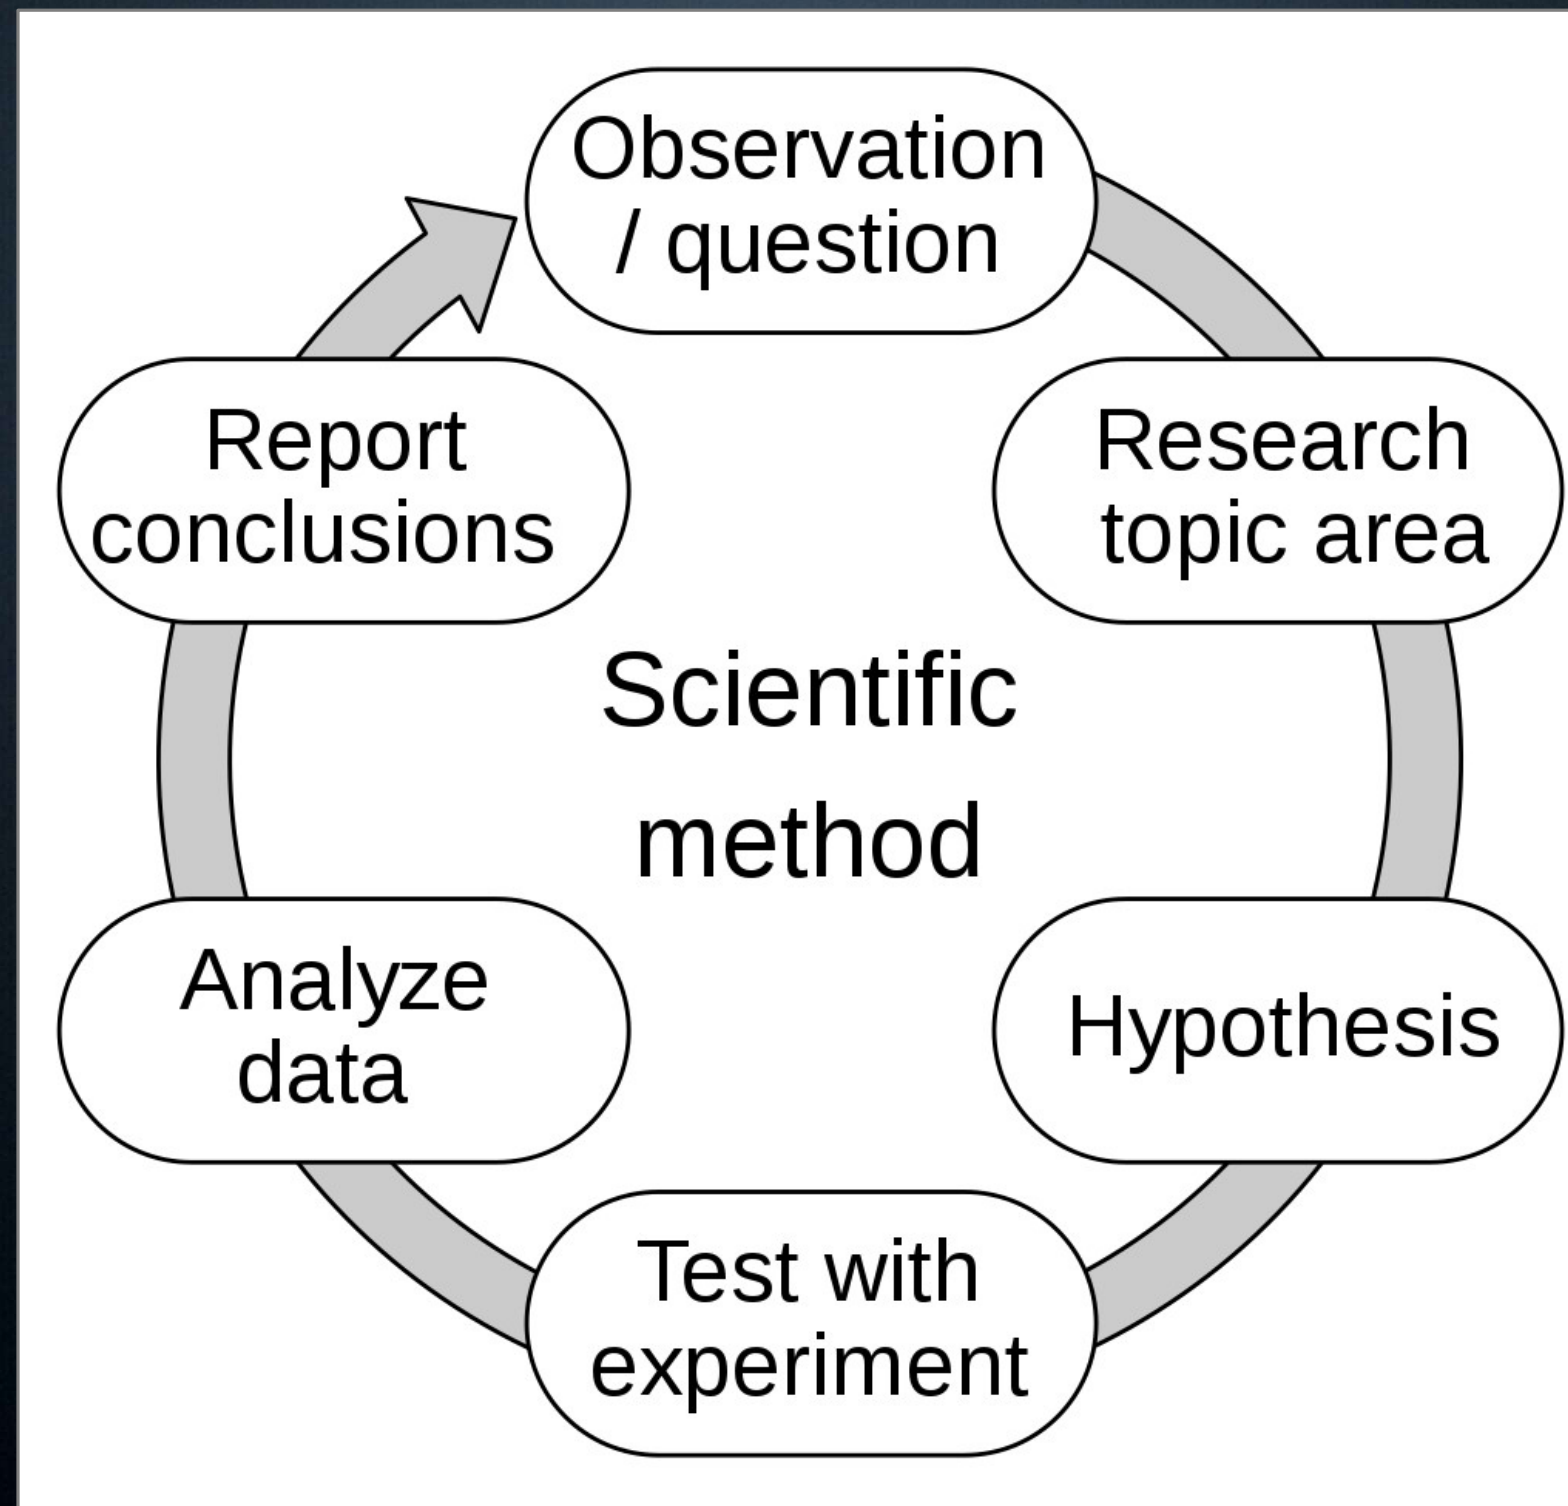 Observation
/ question
Research
topic area
Hypothesis
Test with
experiment
Analyze
data
Report
conclusions
Scientific
method